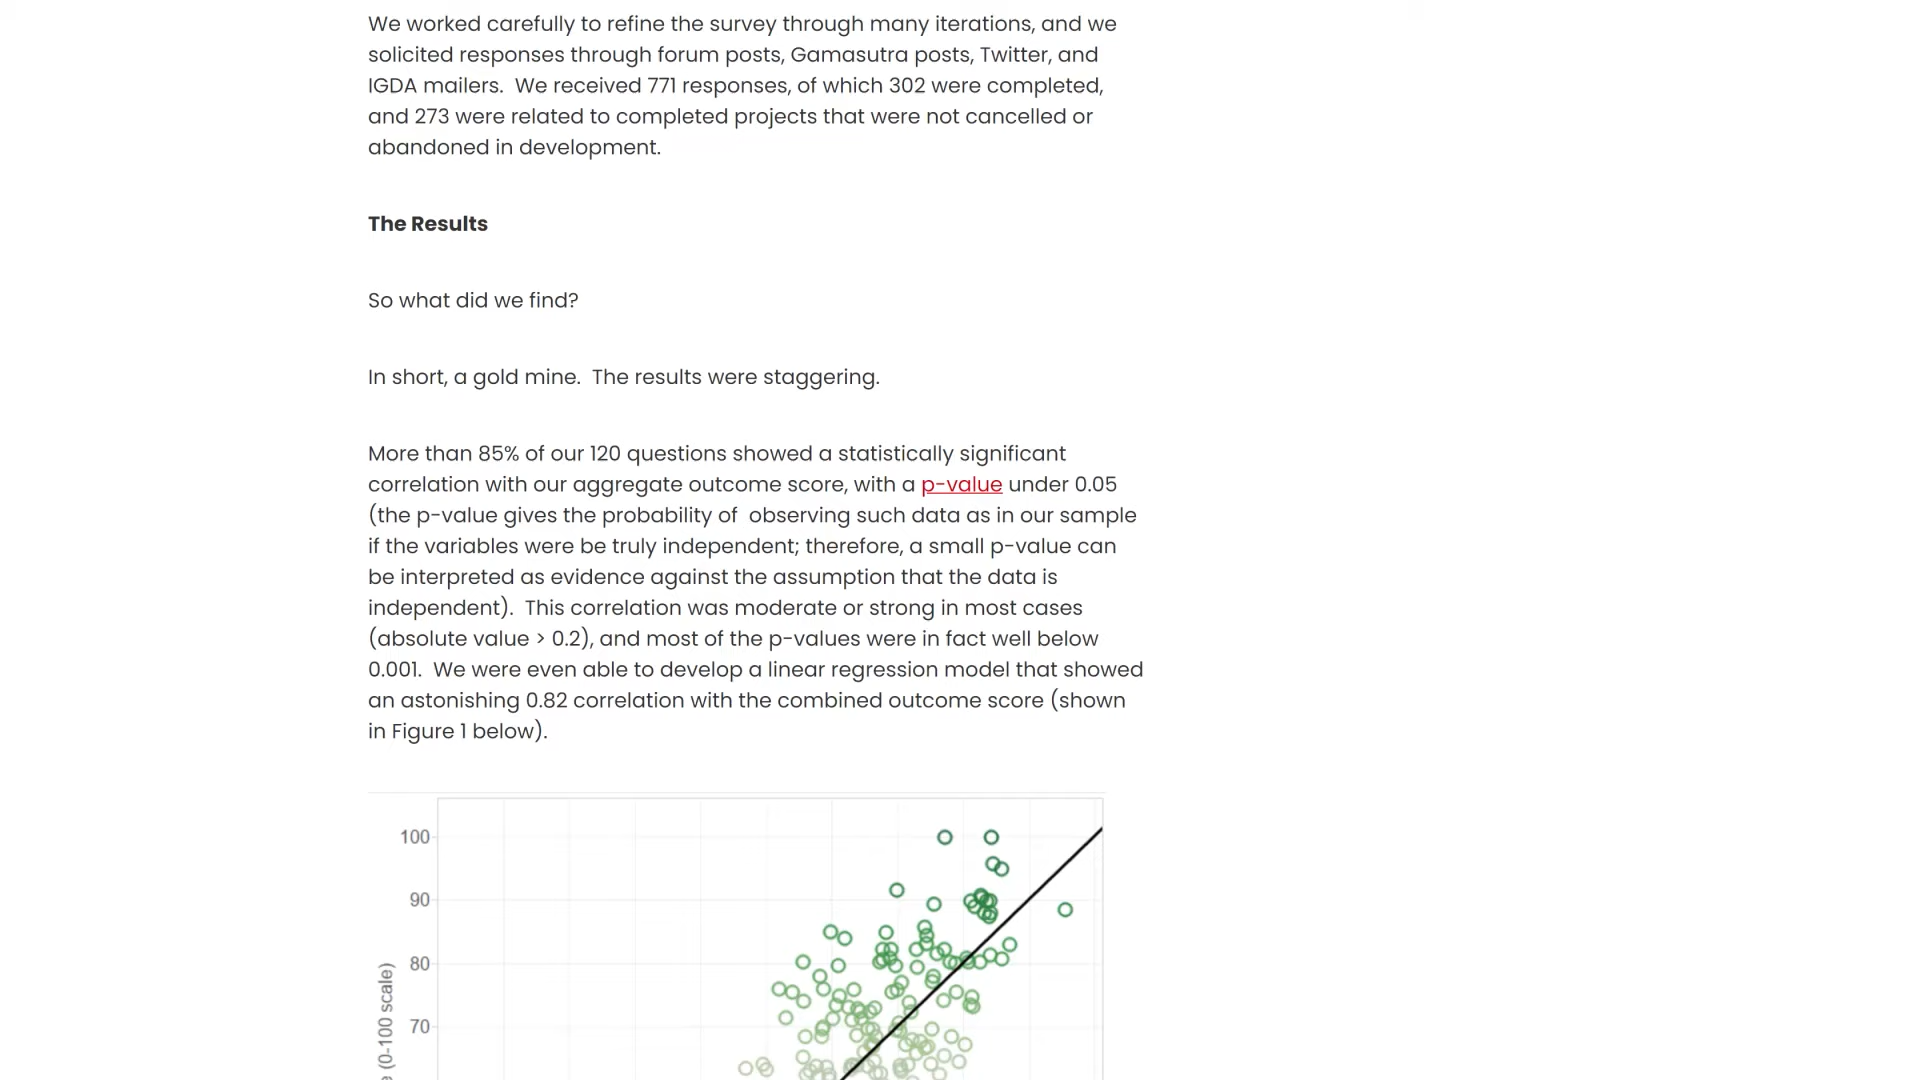 We worked carefully to refine the survey through many iterations, and we
solicited responses through forum posts, Gamasutra posts, Twitter, and
IGDA mailers.  We received 771 responses, of which 302 were completed,
and 273 were related to completed projects that were not cancelled or
abandoned in development.
The Results
So what did we find?
In short, a gold mine.  The results were staggering.
More than 85% of our 120 questions showed a statistically significant
correlation with our aggregate outcome score, with a p-value under 0.05
(the p-value gives the probability of  observing such data as in our sample
if the variables were be truly independent; therefore, a small p-value can
be interpreted as evidence against the assumption that the data is
independent).  This correlation was moderate or strong in most cases
(absolute value > 0.2), and most of the p-values were in fact well below
0.001.  We were even able to develop a linear regression model that showed
an astonishing 0.82 correlation with the combined outcome score (shown
in Figure 1 below).
100
90
80
70
(0-100 scale)